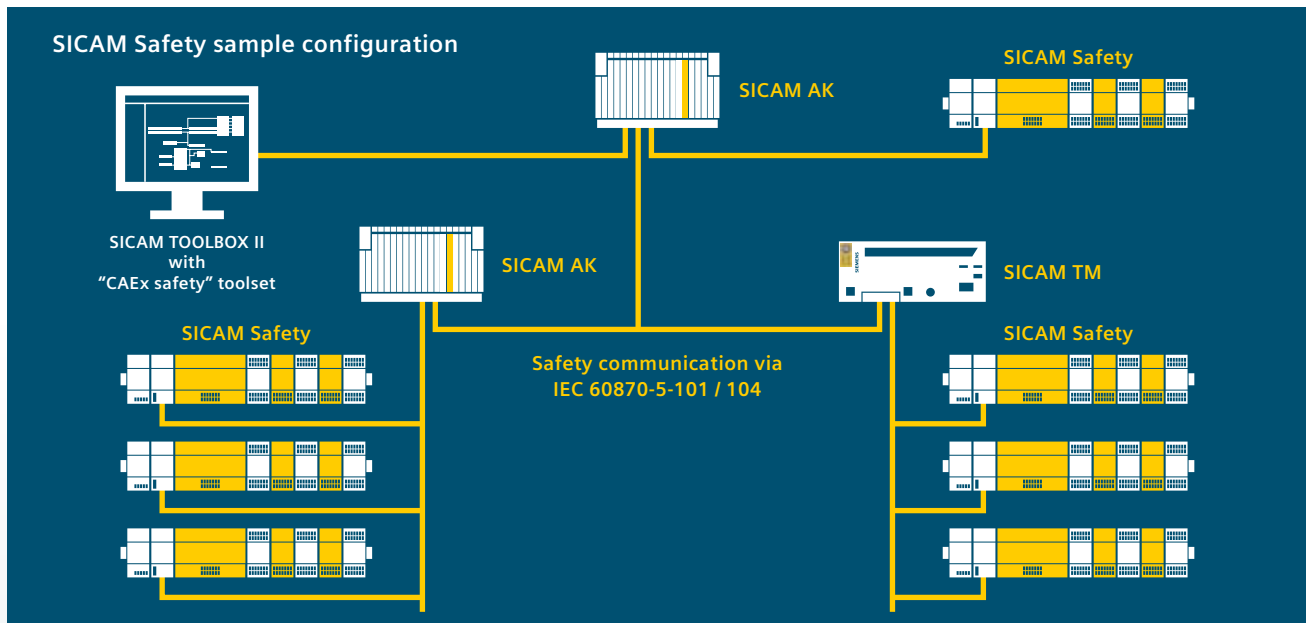 SICAM Safety sample configuration
SICAM AK
SICAM Safety
SICAM TOOLBOX II
with
“CAEx safety” toolset
SICAM AK
SIEMENS
SICAM TM
SICAM Safety
Safety communication via
IEC 60870-5-101 / 104
SICAM Safety